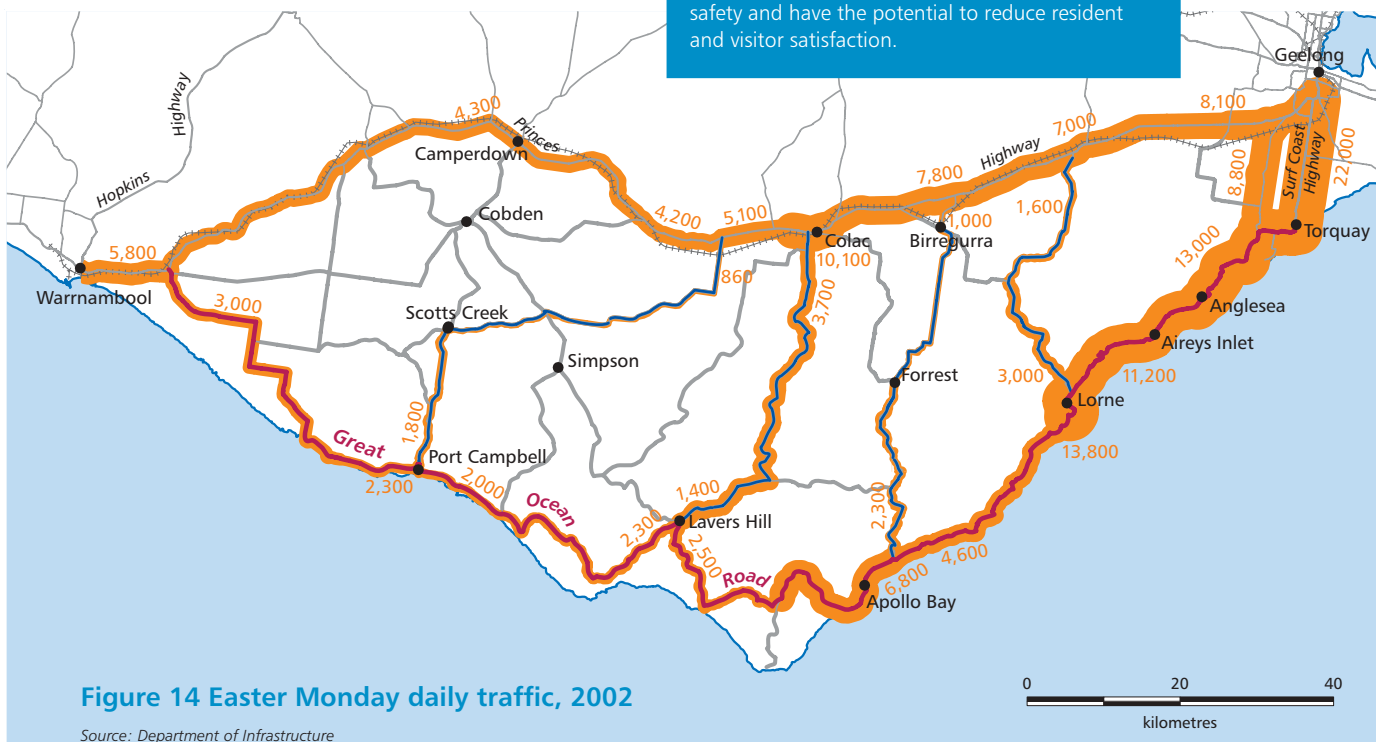 safety and have the potential to reduce resident
and visitor satisfaction.
Geelong
8,100
7,000
4,300
Princes
Highway
Camperdown
Highway
Surf Coast
Highway
22,000
8,800
Hopkins
7,800
1,600
Cobden
4,200
5,100
1,000
Colac
Birregurra
10,100
Torquay
5,800
860
13,000
Warrnambool
3,000
3,700
Anglesea
Scotts Creek
Aireys Inlet
Simpson
Forrest
3,000
11,200
Lorne
1,800
Great
13,800
Port Campbell
2,300
2,000
Ocean
1,400
2,300
2,300
Lavers Hill
2,500
4,600
Road
6,800
Apollo Bay
Figure 14 Easter Monday daily traffic, 2002
Source: Department of Infrastructure
0 20 40
kilometres